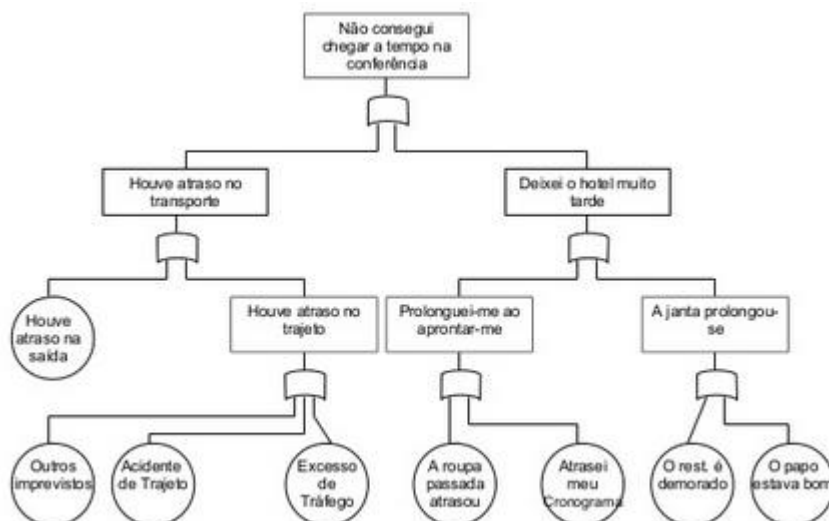 Não consegui
chegar a tempo na
conferência
Houve atraso no
transporte
Deixei o hotel muito
tarde
Houve
atraso na
saída
Houve atraso no
trajeto
Prolonguei-me ao
aprontar-me
A janta prolongou-
se
Outros
imprevistos
Acidente
de Trajeto
Excesso
de
Tráfego
A roupa
passada
atrasou
Atrasei
meu
Cronograma
O rest. é
demorado
O papo
estava bom